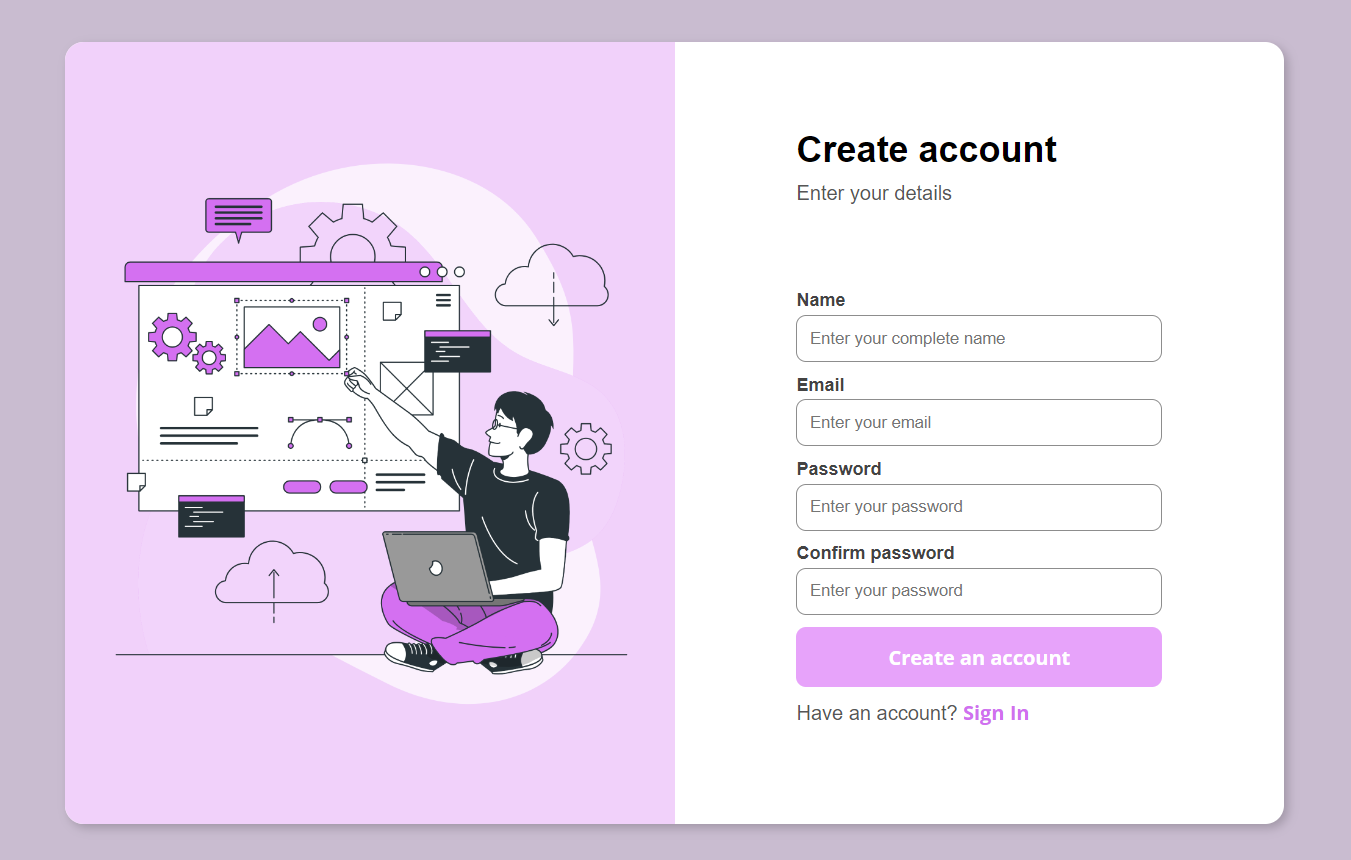 Create account
Enter your details
Name
Enter your complete name
Email
Enter your email
Password
Enter your password
Confirm password
Enter your password
Create an account
Have an account? Sign In